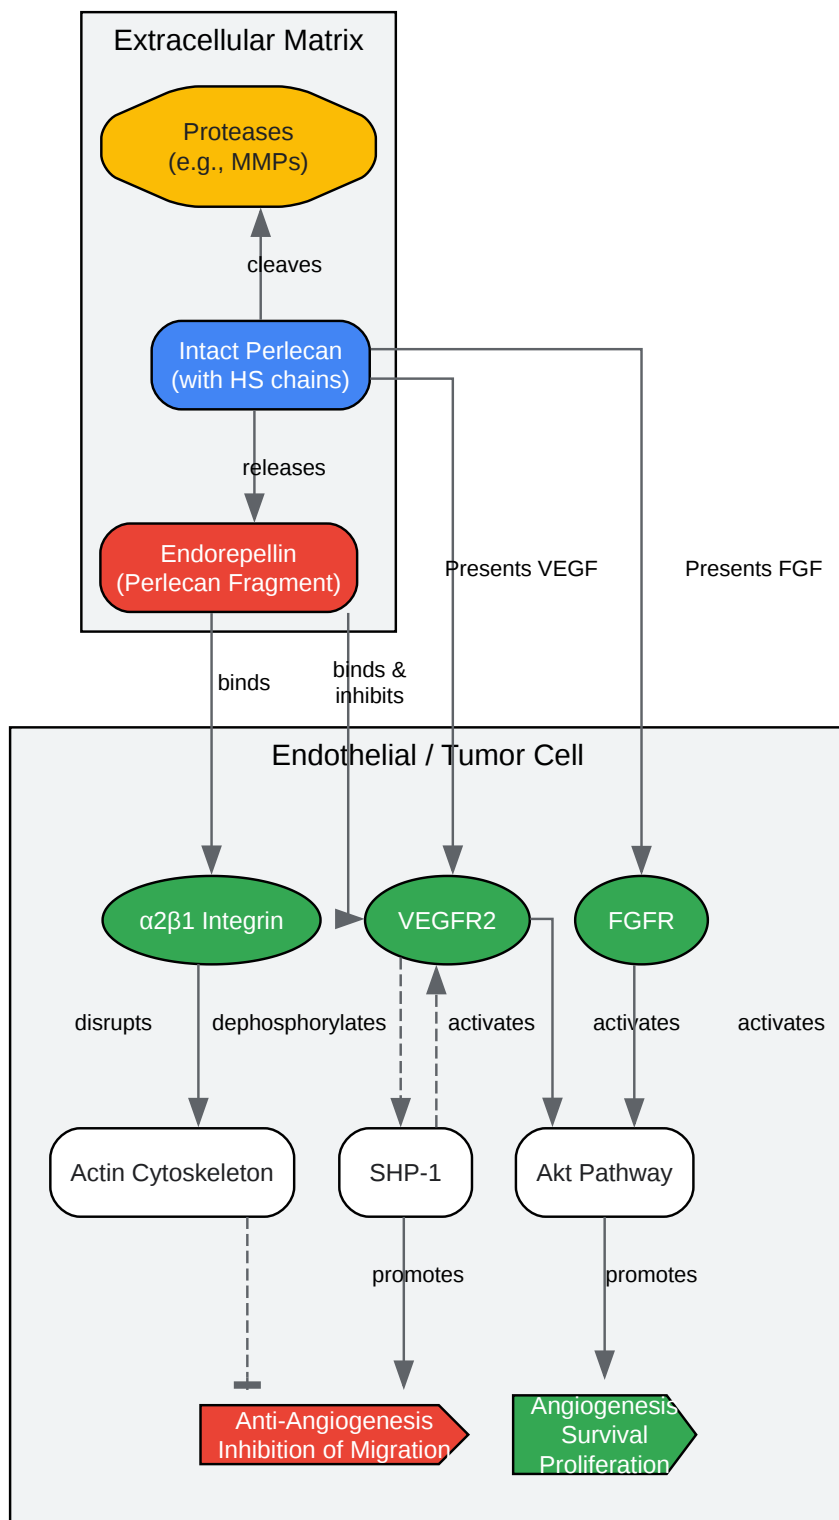 Extracellular Matrix
Proteases
(e.g., MMPs)
cleaves
Intact Perlecan
(with HS chains)
releases
Endorepellin
(Perlecan Fragment)
Presents VEGF
Presents FGF
binds
binds &
inhibits
Endothelial / Tumor Cell
α2β1 Integrin
VEGFR2
FGFR
disrupts
dephosphorylates
activates
activates
activates
Actin Cytoskeleton
SHP-1
Akt Pathway
promotes
promotes
Anti-Angiogenesis
Inhibition of Migration
Angiogenesis
Survival
Proliferation